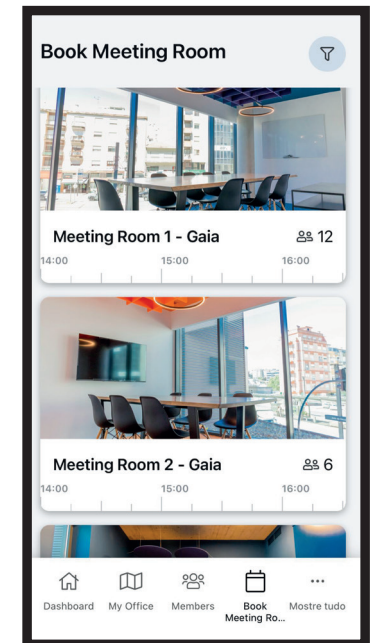 Book Meeting Room
Meeting Room 1 - Gaia 12
14:00 15:00 16:00
Meeting Room 2 - Gaia 6
14:00 15:00 16:00
Dashboard My Office Members Book Meeting Ro... Mostre tudo